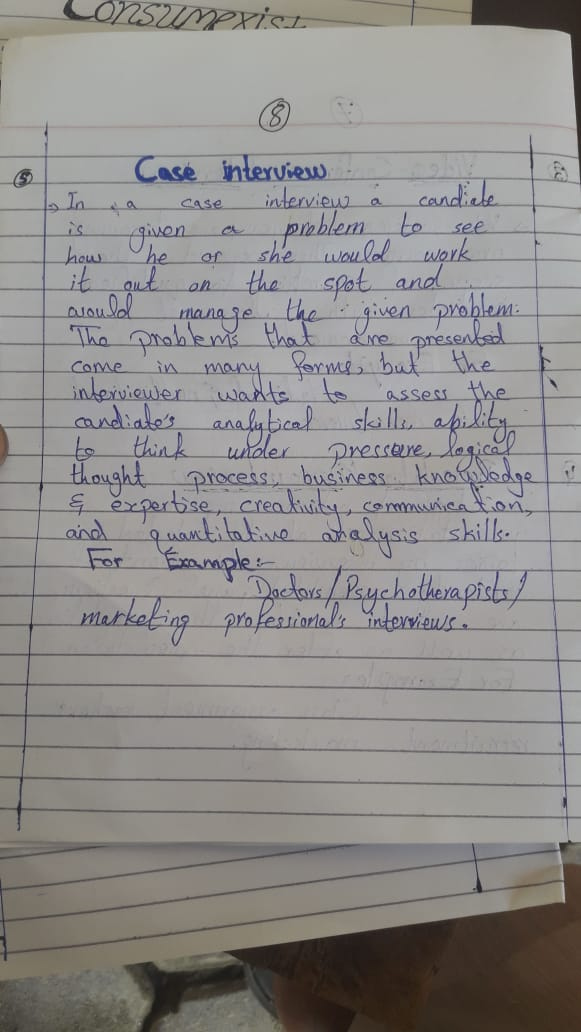 Consumexist
8
5 Case interview
→ In a case interview a candiate
is given a problem to see
how he or she would work
it out on the spot and
would manage the given problem.
The problems that are presented
come in many forms, but the
interviewer wants to assess the
candiate's analytical skills, ability
to think under pressure, logical
thought process, business knowledge
& expertise, creativity, communication,
and quantitative analysis skills.
For Example:-
Doctors/Psychotherapists/
marketing professionals interviews.